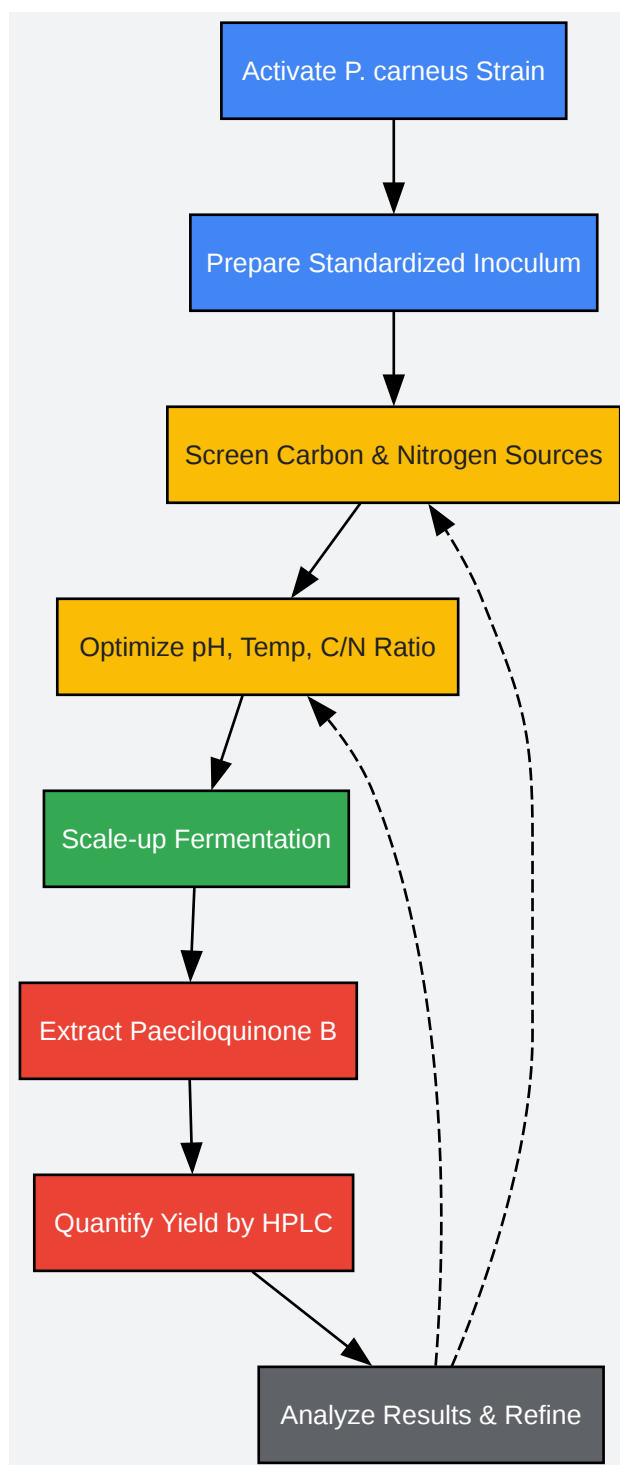 Activate P. carneus Strain
Prepare Standardized Inoculum
Screen Carbon & Nitrogen Sources
Optimize pH, Temp, C/N Ratio
Scale-up Fermentation
Extract Paeciloquinone B
Quantify Yield by HPLC
Analyze Results & Refine